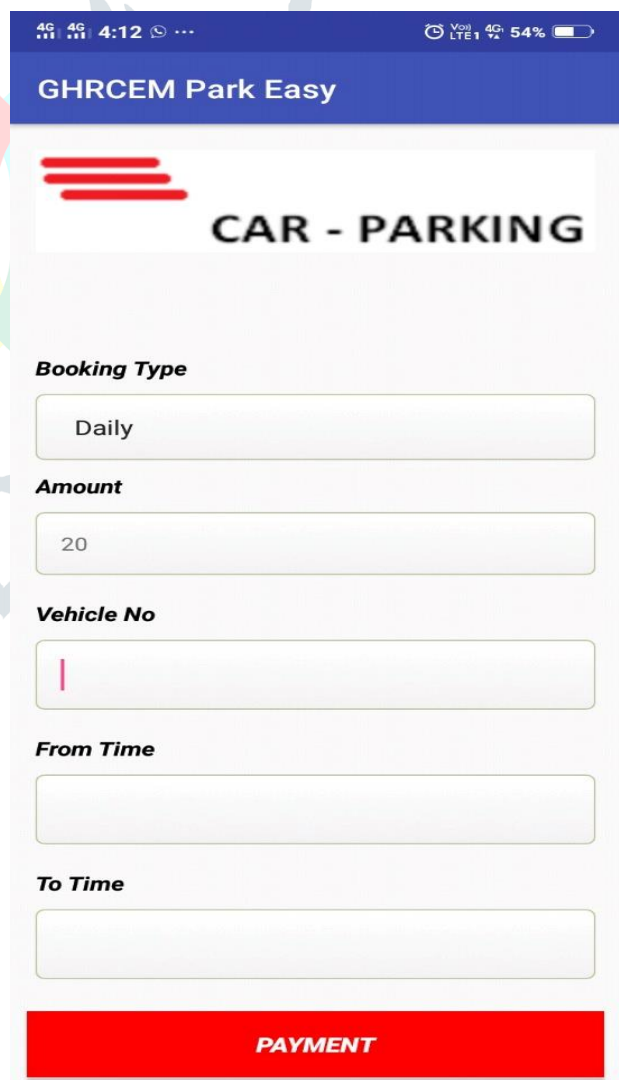 4G 4G 4:12 ... VoD LTE1 4G 54%
GHRCEM Park Easy
CAR - PARKING
Booking Type
Daily
Amount
20
Vehicle No
From Time
To Time
PAYMENT